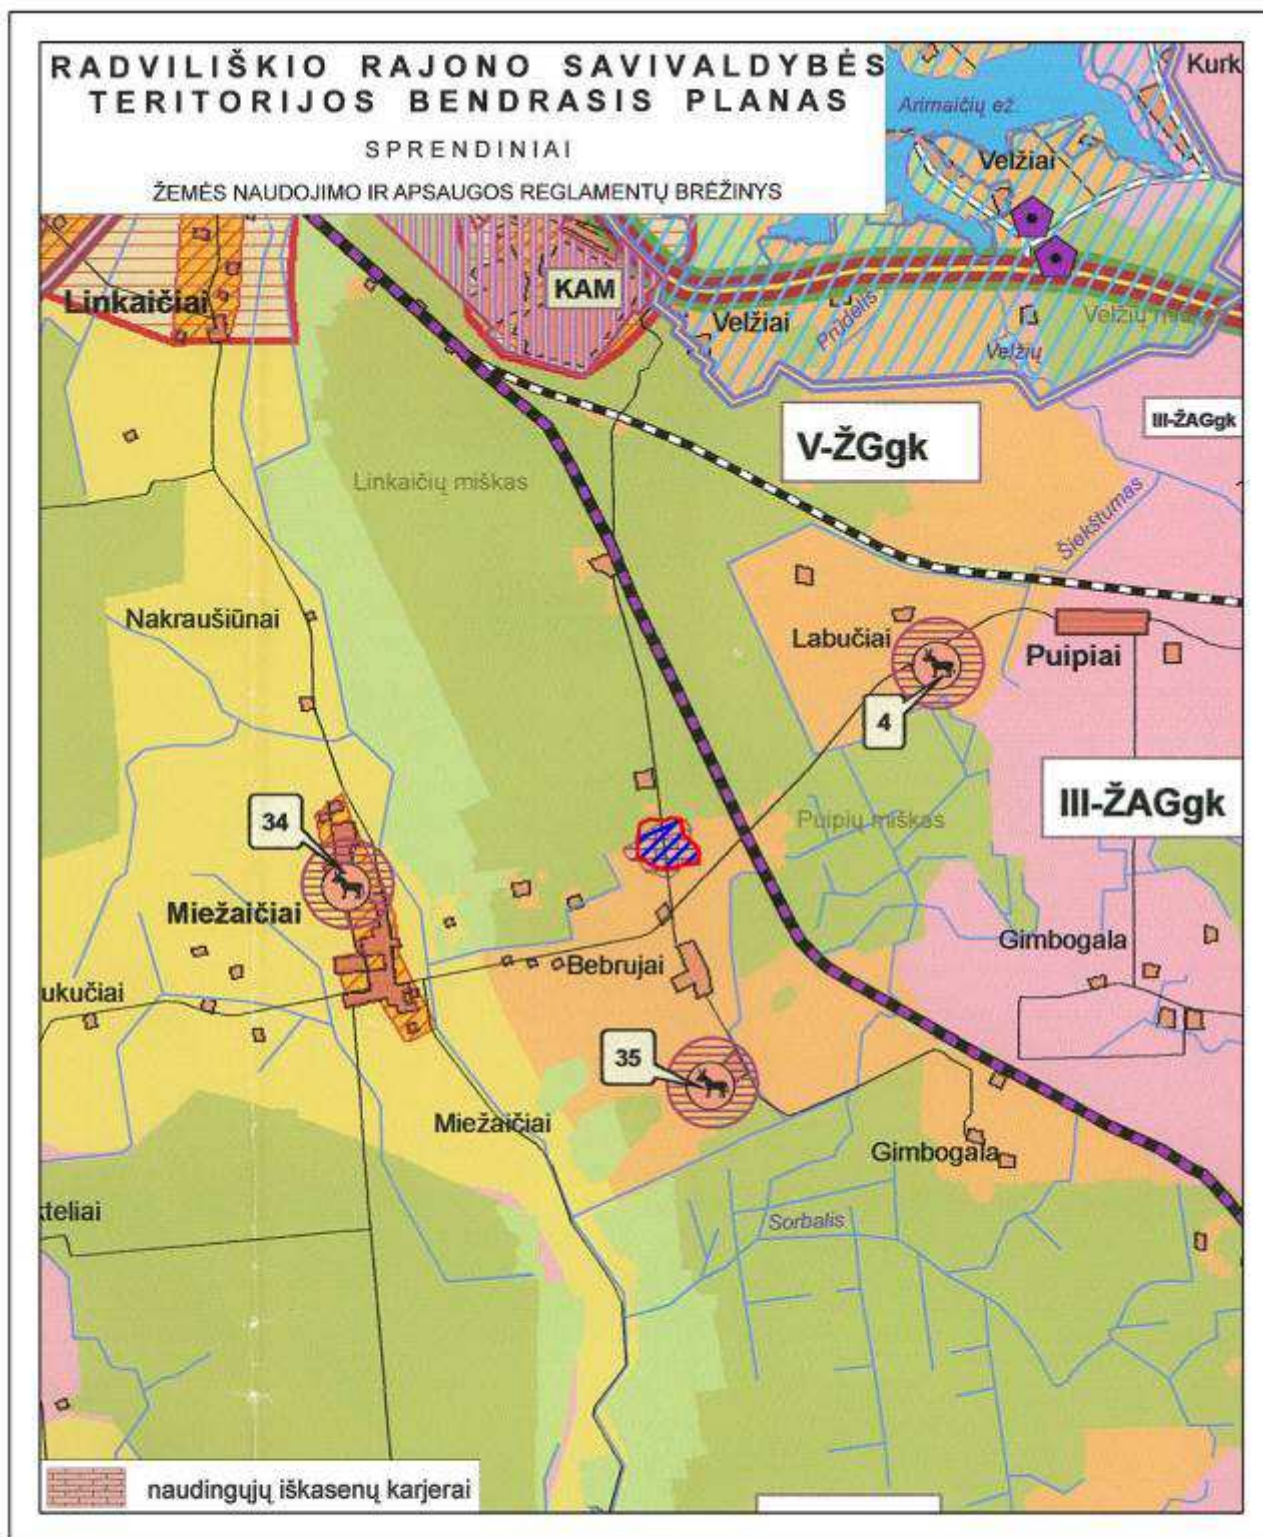 RADVILIŠKIO RAJONO SAVIVALDYBĖS
TERITORIJOS BENDRASIS PLANAS
SPRENDINIAI
ŽEMĖS NAUDOJIMO IR APSAUGOS REGLAMENTŲ BRĖŽINYS
Kurk
Arimaičių ež.
Velžiai
KAM
Linkaičiai
Velžiai
Prūdelis
Velžių
Velžių
III-ŽAGgk
V-ŽGgk
Linkaičių miškas
Šiekštumas
Nakraušiūnai
Labučiai
Puipiai
4
III-ŽAGgk
34
Puipių miškas
Miežaičiai
Gimbogala
Bebrujai
ukučiai
35
Miežaičiai
Gimbogala
kteliai
Sorbalis
naudingųjų iškasenų karjerai